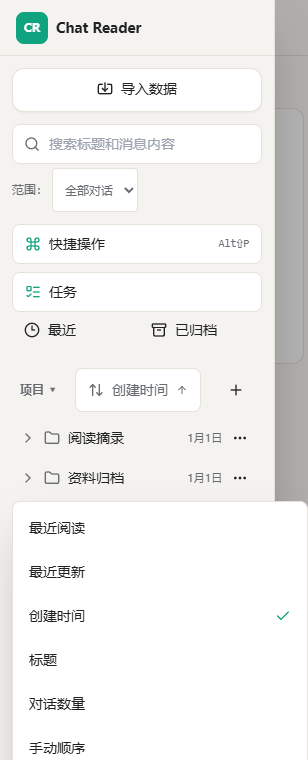 CR Chat Reader
导入数据
搜索标题和消息内容
范围: 全部对话
快捷操作 Alt⇧P
任务
最近 已归档
项目 创建时间
阅读摘录 1月1日
资料归档 1月1日
最近阅读
最近更新
创建时间
标题
对话数量
手动顺序